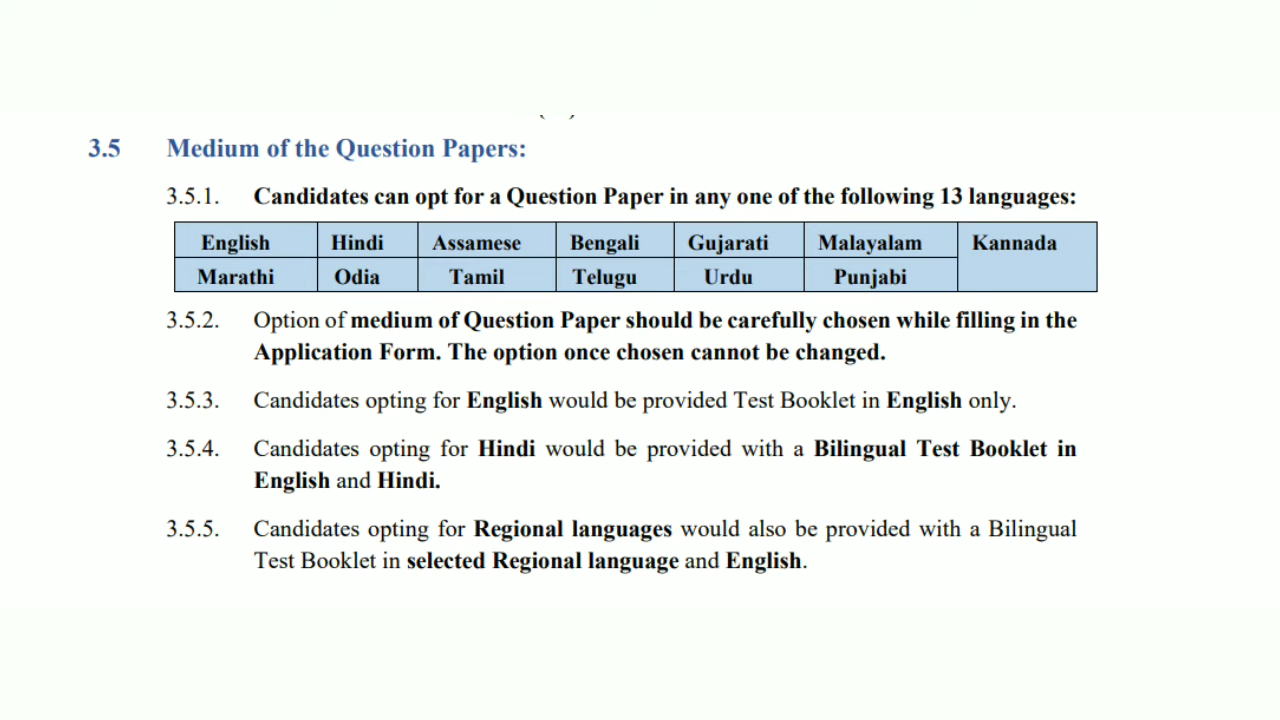 3.5 Medium of the Question Papers:
3.5.1. Candidates can opt for a Question Paper in any one of the following 13 languages:
English Hindi Assamese Bengali Gujarati Malayalam Kannada
Marathi Odia Tamil Telugu Urdu Punjabi
3.5.2. Option of medium of Question Paper should be carefully chosen while filling in the
Application Form. The option once chosen cannot be changed.
3.5.3. Candidates opting for English would be provided Test Booklet in English only.
3.5.4. Candidates opting for Hindi would be provided with a Bilingual Test Booklet in
English and Hindi.
3.5.5. Candidates opting for Regional languages would also be provided with a Bilingual
Test Booklet in selected Regional language and English.